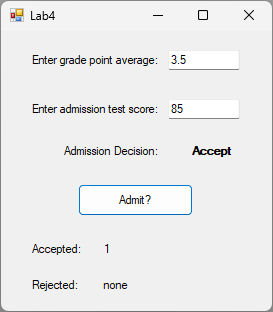 Lab4
Enter grade point average: 3.5
Enter admission test score: 85
Admission Decision: Accept
Admit?
Accepted: 1
Rejected: none